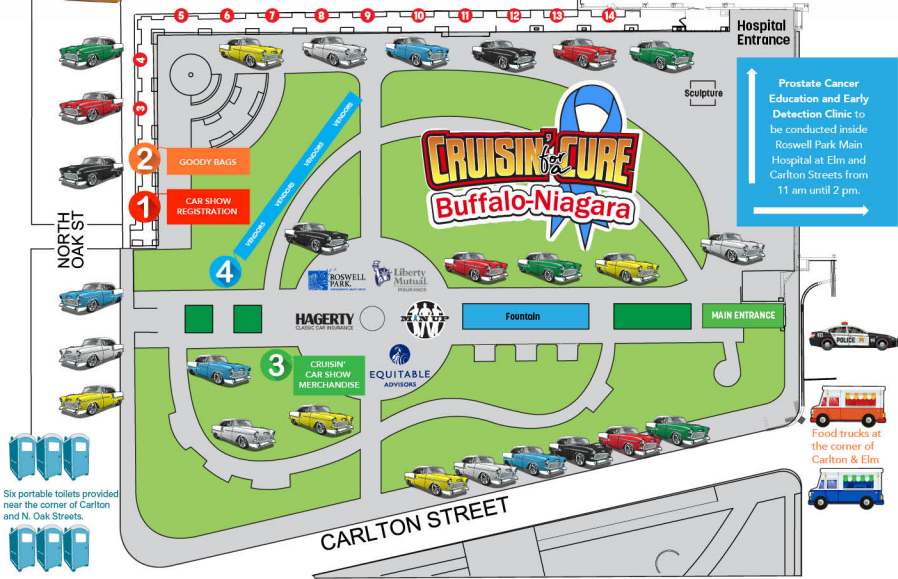 5 6 7 8 9 10 11 12 13 14
4
3
Hospital
Entrance
Sculpture
Prostate Cancer
Education and Early
Detection Clinic to
be conducted inside
Roswell Park Main
Hospital at Elm and
Carlton Streets from
11 am until 2 pm.
2 GOODY BAGS
1 CAR SHOW
REGISTRATION
NORTH
OAK ST
VENDORS VENDORS VENDORS VENDORS
4
CRUISIN' for a CURE
Buffalo-Niagara
ROSWELL
PARK
Liberty
Mutual
INSURANCE
HAGERTY
CLASSIC CAR INSURANCE
MAN UP
Fountain
MAIN ENTRANCE
POLICE
3 CRUISIN'
CAR SHOW
MERCHANDISE
EQUITABLE
ADVISORS
Food trucks at
the corner of
Carlton & Elm
Six portable toilets provided
near the corner of Carlton
and N. Oak Streets.
CARLTON STREET